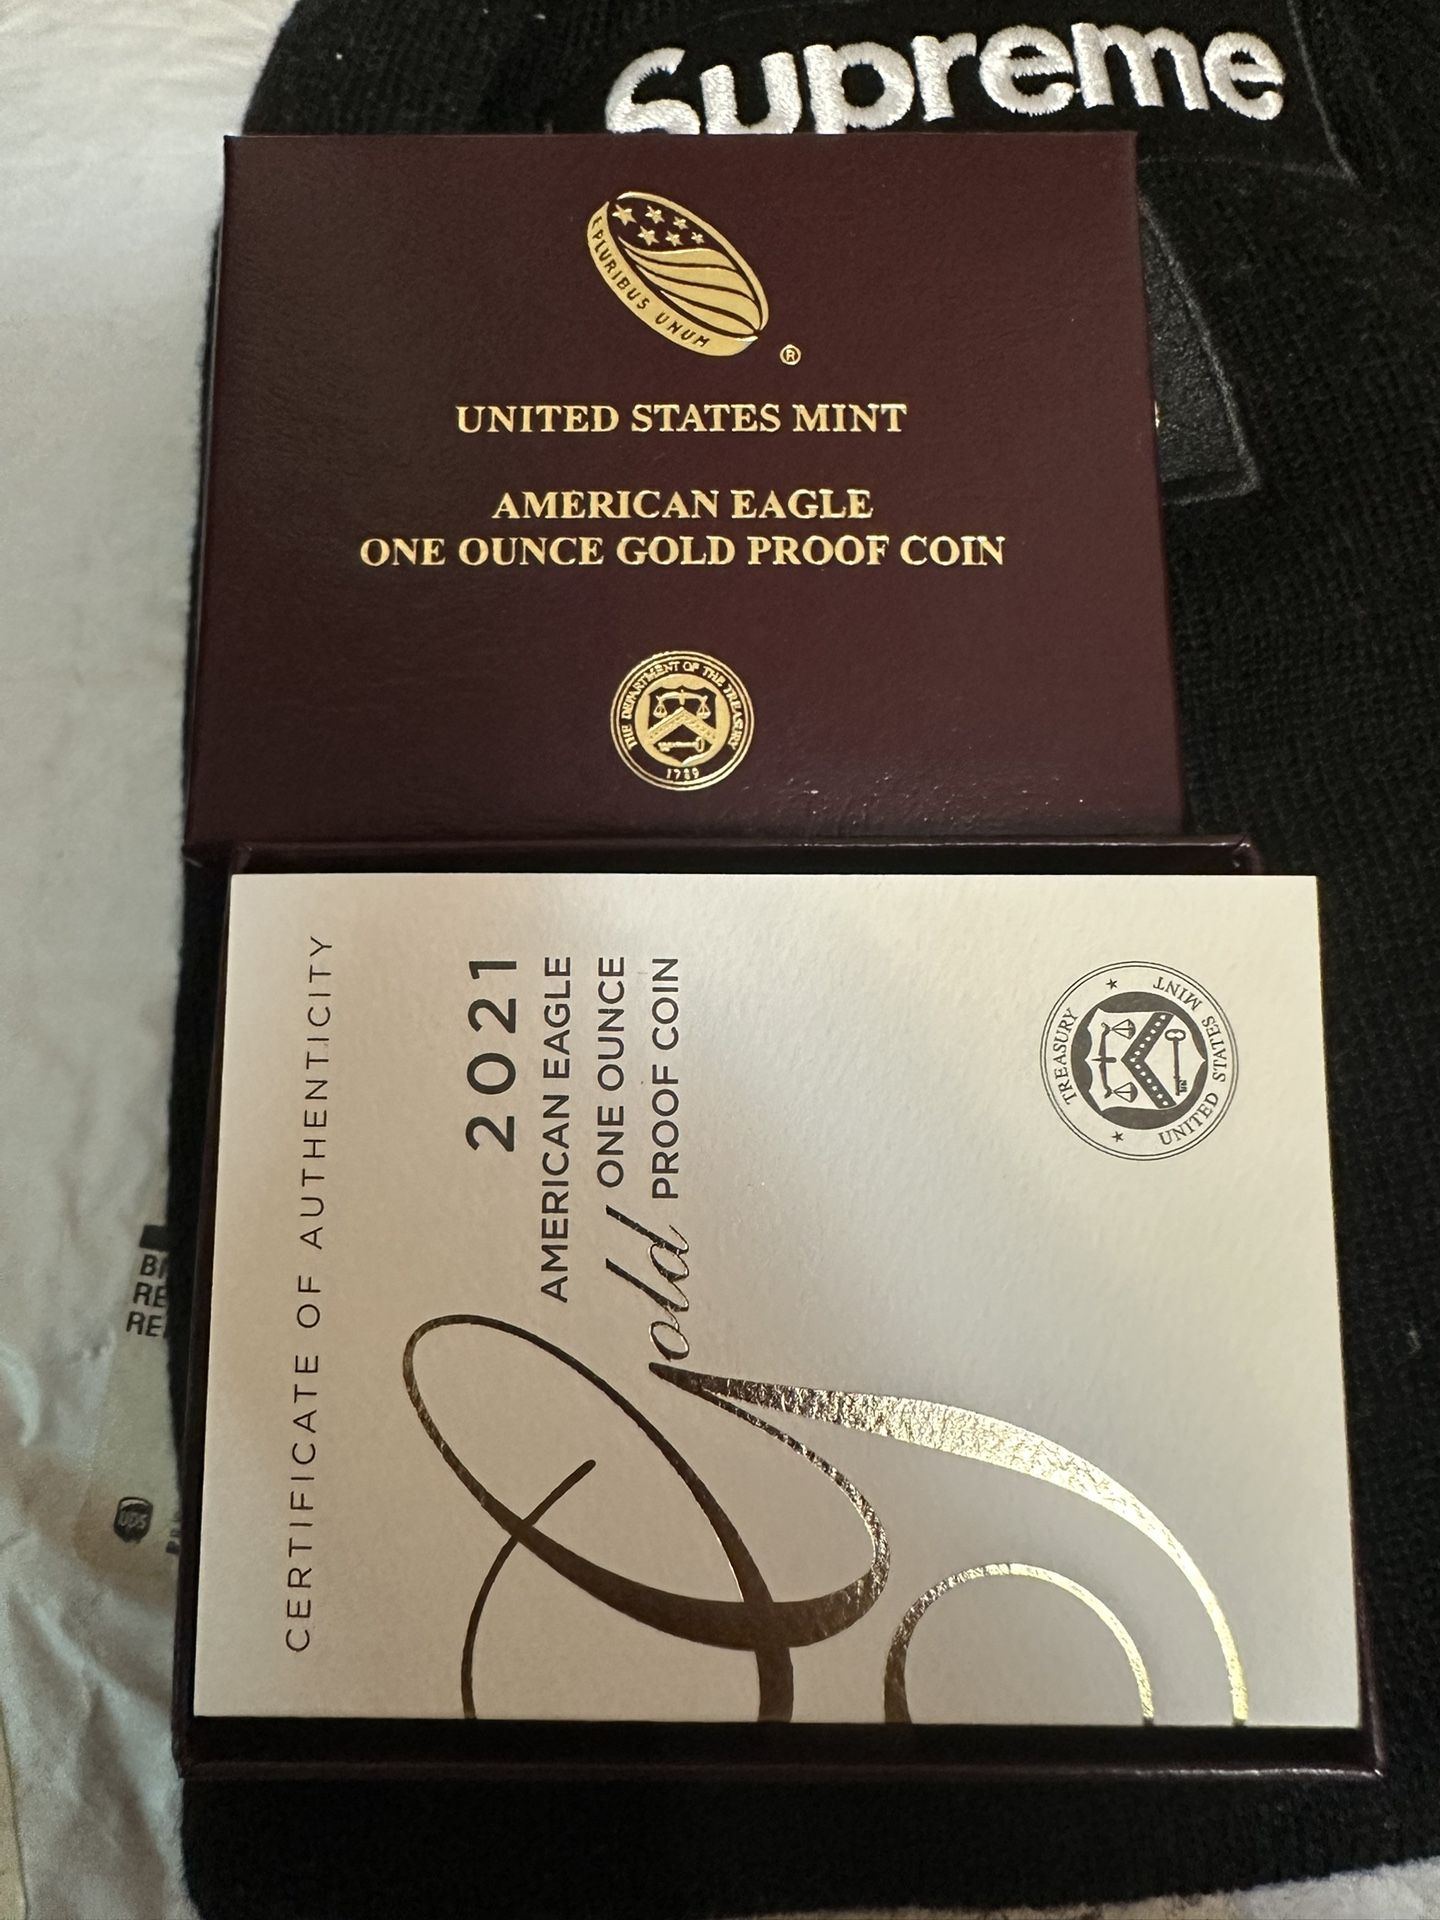 Supreme
E PLURIBUS UNUM
®
UNITED STATES MINT
AMERICAN EAGLE
ONE OUNCE GOLD PROOF COIN
THE DEPARTMENT OF THE TREASURY
1789
CERTIFICATE OF AUTHENTICITY
2021
AMERICAN EAGLE
ONE OUNCE
Gold PROOF COIN
TREASURY
UNITED STATES MINT
ups